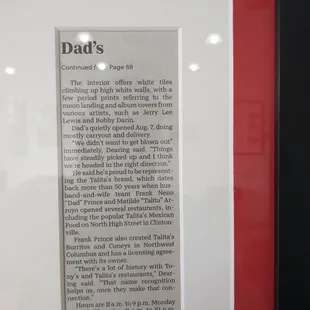 Dad's
Continued from Page 6B
The interior offers white tiles
climbing up high white walls, with
a few period prints referring to the
moon landing and album covers from
various artists, such as Jerry Lee
Lewis and Bobby Darin.
Dad's quietly opened Aug. 7, doing
mostly carryout and delivery.
"We didn't want to get blown out"
immediately, Dearing said. "Things
have steadily picked up and I think
we're headed in the right direction."
He said he's proud to be represent-
ing the Talita's brand, which dates
back more than 50 years when hus-
band-and-wife team Frank Neno
"Dad" Prince and Matilde "Talita" Ar-
royo opened several restaurants, in-
cluding the popular Talita's Mexican
Food on North High Street in Clinton-
ville.
Frank Prince also created Talita's
Burritos and Coneys in Northwest
Columbus and has a licensing agree-
ment with its owner.
"There's a lot of history with To-
ny's and Talita's restaurants," Dear-
ing said. "That name recognition
helps us, once they make that con-
nection."
Hours are 11 a.m. to 9 p.m. Monday